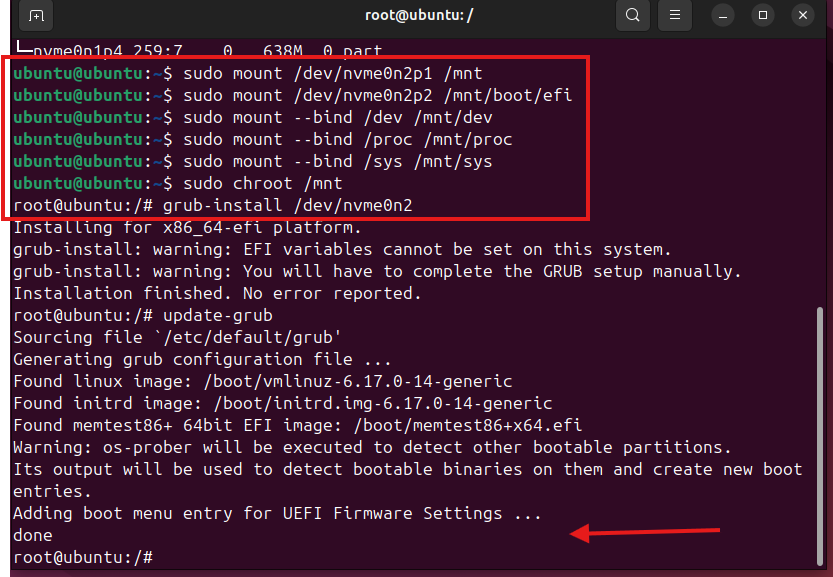 root@ubuntu: /
└─nvme0n1p4 259:7    0   638M  0 part
ubuntu@ubuntu:~$ sudo mount /dev/nvme0n2p1 /mnt
ubuntu@ubuntu:~$ sudo mount /dev/nvme0n2p2 /mnt/boot/efi
ubuntu@ubuntu:~$ sudo mount --bind /dev /mnt/dev
ubuntu@ubuntu:~$ sudo mount --bind /proc /mnt/proc
ubuntu@ubuntu:~$ sudo mount --bind /sys /mnt/sys
ubuntu@ubuntu:~$ sudo chroot /mnt
root@ubuntu:/# grub-install /dev/nvme0n2
Installing for x86_64-efi platform.
grub-install: warning: EFI variables cannot be set on this system.
grub-install: warning: You will have to complete the GRUB setup manually.
Installation finished. No error reported.
root@ubuntu:/# update-grub
Sourcing file `/etc/default/grub'
Generating grub configuration file ...
Found linux image: /boot/vmlinuz-6.17.0-14-generic
Found initrd image: /boot/initrd.img-6.17.0-14-generic
Found memtest86+ 64bit EFI image: /boot/memtest86+x64.efi
Warning: os-prober will be executed to detect other bootable partitions.
Its output will be used to detect bootable binaries on them and create new boot
entries.
Adding boot menu entry for UEFI Firmware Settings ...
done
root@ubuntu:/#